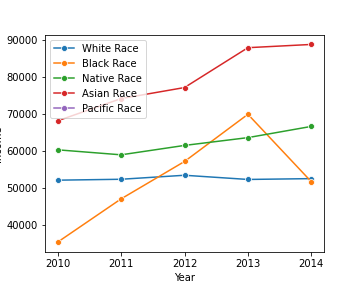 90000
80000
70000
60000
50000
40000
White Race
Black Race
Native Race
Asian Race
Pacific Race
2010
2011
2012
2013
2014
Year